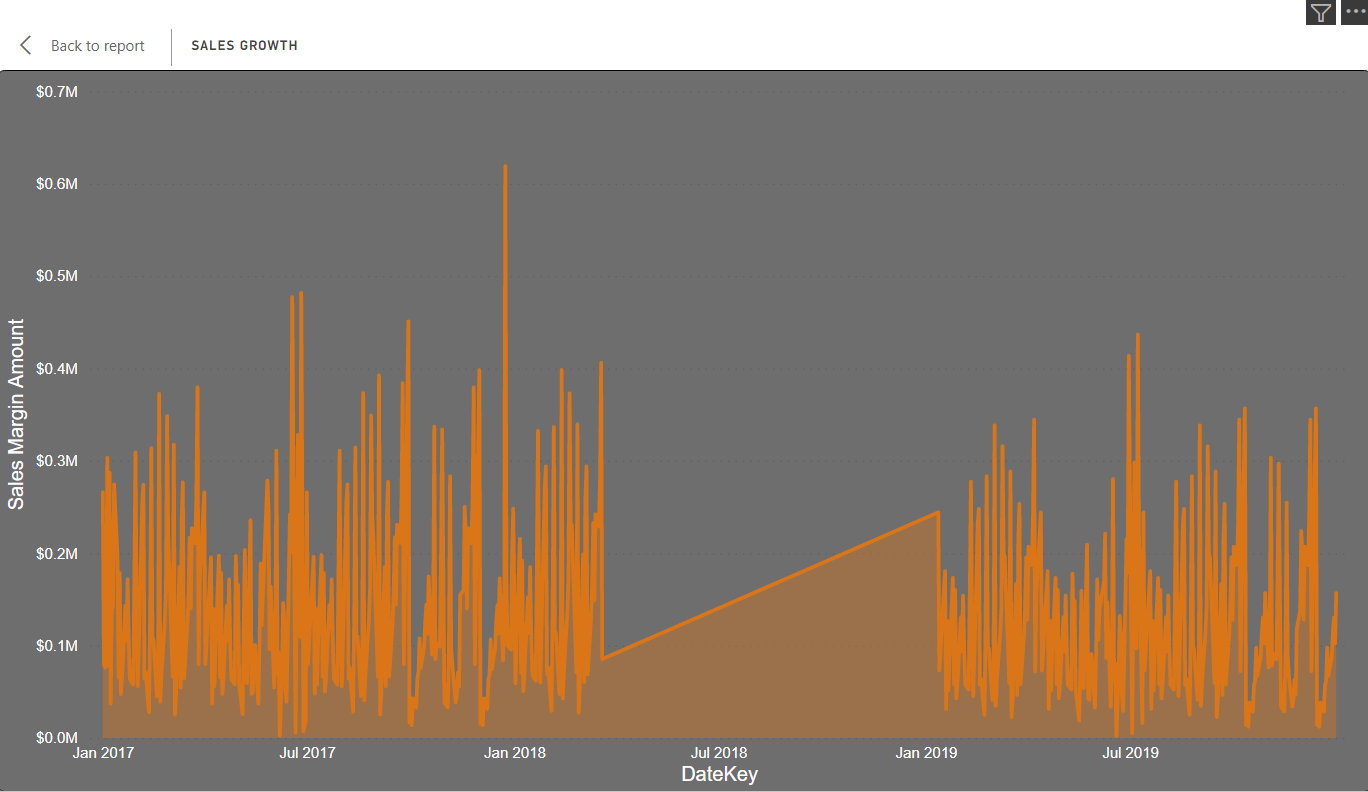 Back to report
SALES GROWTH
$0.7M
$0.6M
$0.5M
$0.4M
$0.3M
$0.2M
$0.1M
$0.0M
Sales Margin Amount
Jan 2017 Jul 2017 Jan 2018 Jul 2018 Jan 2019 Jul 2019
DateKey